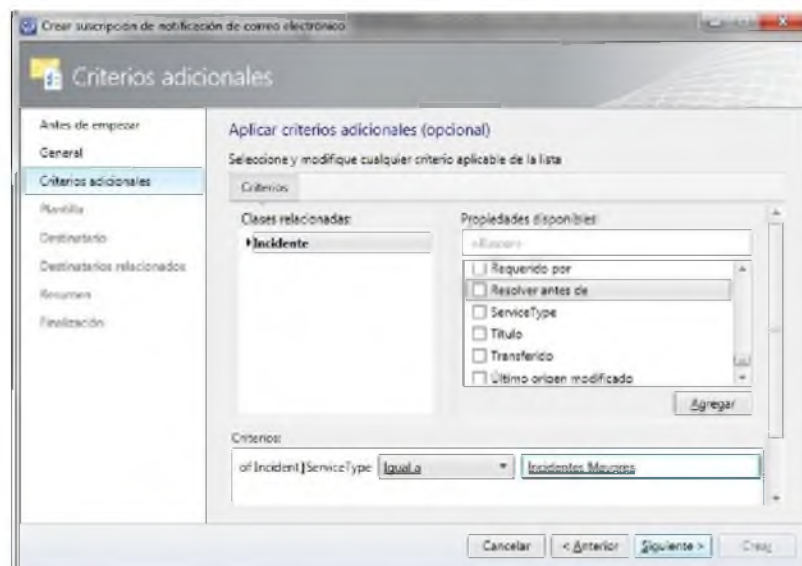 Crear suscripción de notificación de correo electrónico
Criterios adicionales
Antes de empezar
General
Criterios adicionales
Plantilla
Destinatario
Destinatarios relacionados
Resumen
Finalización
Aplicar criterios adicionales (opcional)
Seleccione y modifique cualquier criterio aplicable de la lista
Criterios
Clases relacionadas:
Incidente
Propiedades disponibles
Requerido por
Resolver antes de
ServiceType
Título
Transferido
Último origen modificado
Agregar
Criterios:
of Incident]ServiceType Igual a Incidentes Mayores
Cancelar < Anterior Siguiente > Crear